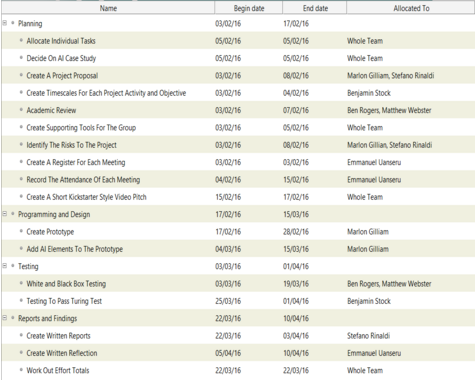 Name Begin date End date Allocated To
Planning 03/02/16 17/02/16
Allocate Individual Tasks 05/02/16 05/02/16 Whole Team
Decide On AI Case Study 05/02/16 05/02/16 Whole Team
Create A Project Proposal 03/02/16 08/02/16 Marlon Gilliam, Stefano Rinaldi
Create Timescales For Each Project Activity and Objective 03/02/16 04/02/16 Benjamin Stock
Academic Review 03/02/16 07/02/16 Ben Rogers, Matthew Webster
Create Supporting Tools For The Group 03/02/16 05/02/16 Whole Team
Identify The Risks To The Project 03/02/16 08/02/16 Marlon Gillian, Stefano Rinaldi
Create A Register For Each Meeting 03/02/16 03/02/16 Emmanuel Uanseru
Record The Attendance Of Each Meeting 04/02/16 15/02/16 Emmanuel Uanseru
Create A Short Kickstarter Style Video Pitch 15/02/16 17/02/16 Whole Team
Programming and Design 17/02/16 15/03/16
Create Prototype 17/02/16 28/02/16 Marlon Gilliam
Add AI Elements To The Prototype 04/03/16 15/03/16 Marlon Gilliam
Testing 03/03/16 01/04/16
White and Black Box Testing 03/03/16 19/03/16 Ben Rogers, Matthew Webster
Testing To Pass Turing Test 25/03/16 01/04/16 Benjamin Stock
Reports and Findings 22/03/16 10/04/16
Create Written Reports 22/03/16 03/04/16 Stefano Rinaldi
Create Written Reflection 05/04/16 10/04/16 Emmanuel Uanseru
Work Out Effort Totals 22/03/16 22/03/16 Whole Team